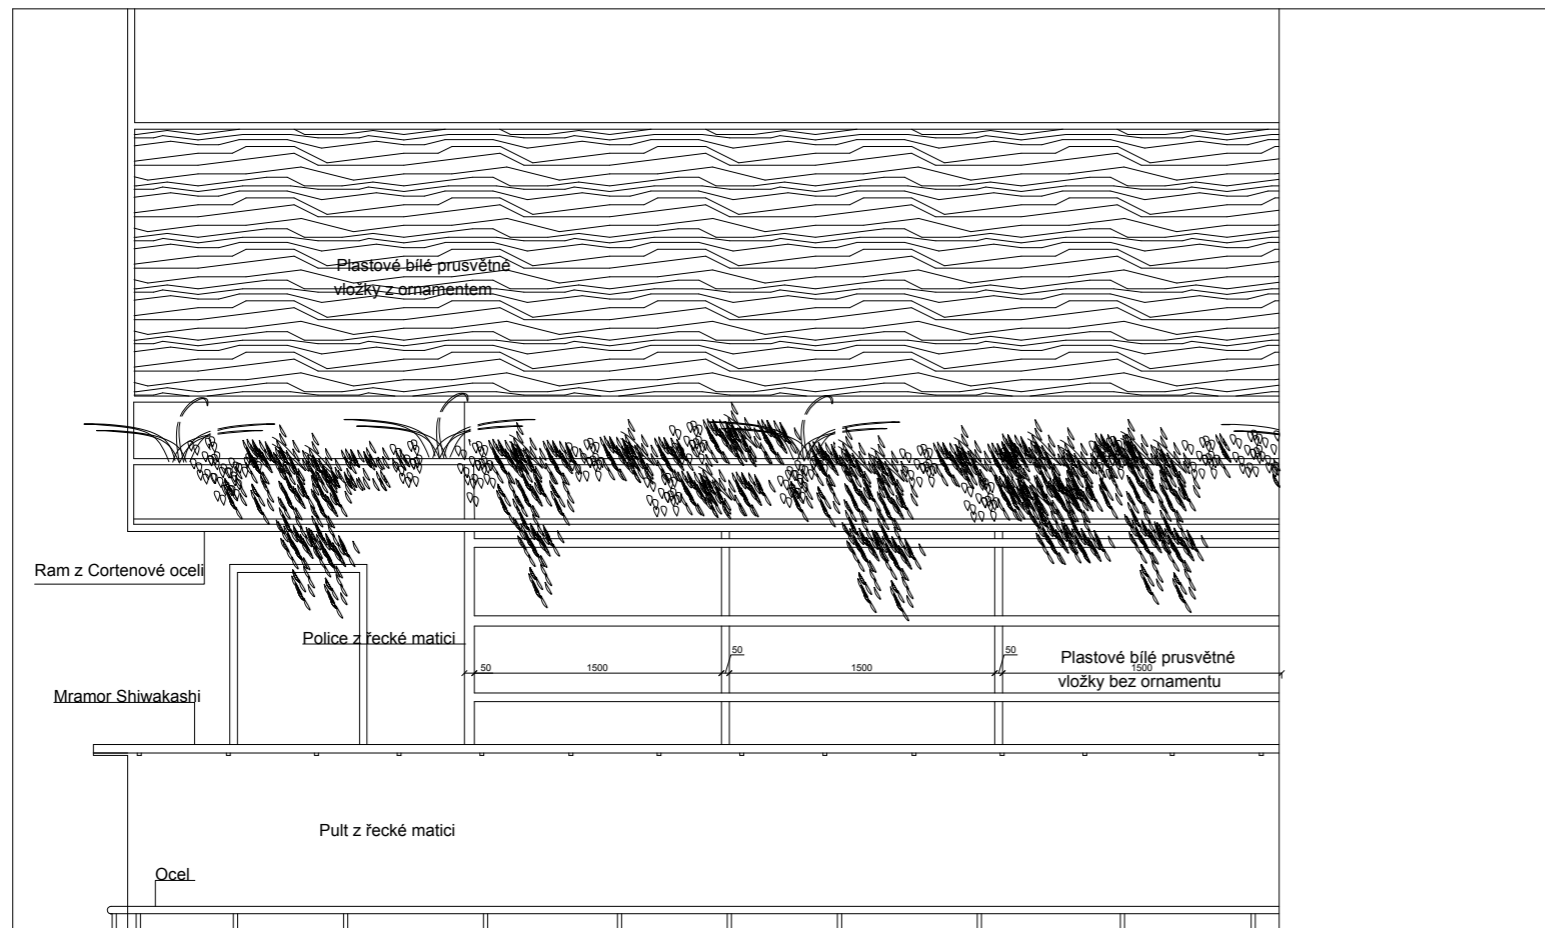 Plastové bílé prusvětné
vložky z ornamentem
Ram z Cortenové oceli
Police z řecké matici
50
1500
50
1500
50
1500
Plastové bílé prusvětné
vložky bez ornamentu
Mramor Shiwakashi
Pult z řecké matici
Ocel